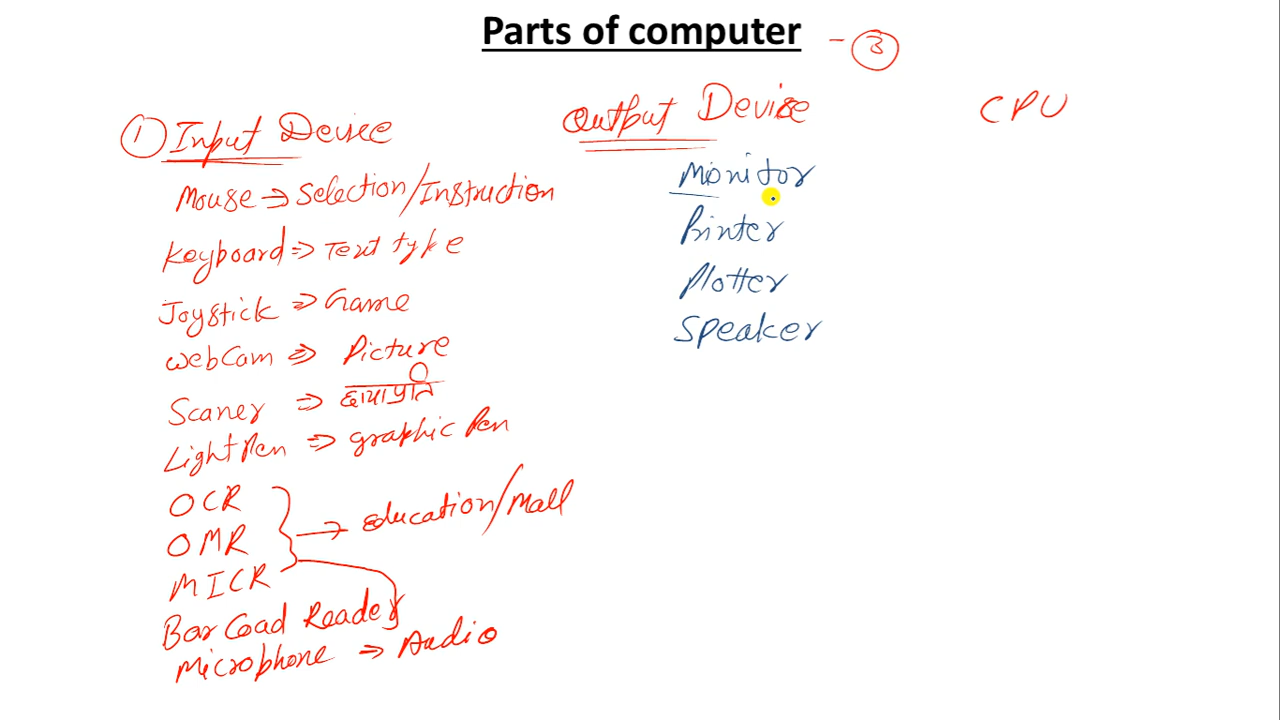 Parts of computer - 3
① Input Device
Mouse ⇒ Selection/Instruction
Keyboard ⇒ Text type
Joystick ⇒ Game
WebCam ⇒ Picture
Scaner ⇒ छायाप्रति
LightPen ⇒ graphic Pen
OCR
OMR
MICR
→ education/Mall
Bar Coad Reader
Microphone ⇒ Audio
Output Device
Monitor
Printer
Plotter
Speaker
CPU